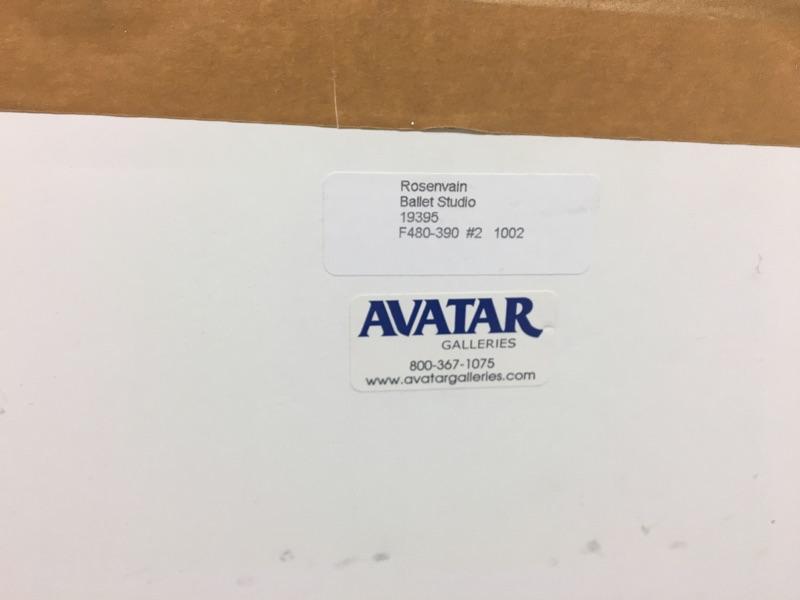 Rosenvain
Ballet Studio
19395
F480-390 #2 1002
AVATAR
GALLERIES
800-367-1075
www.avatargalleries.com